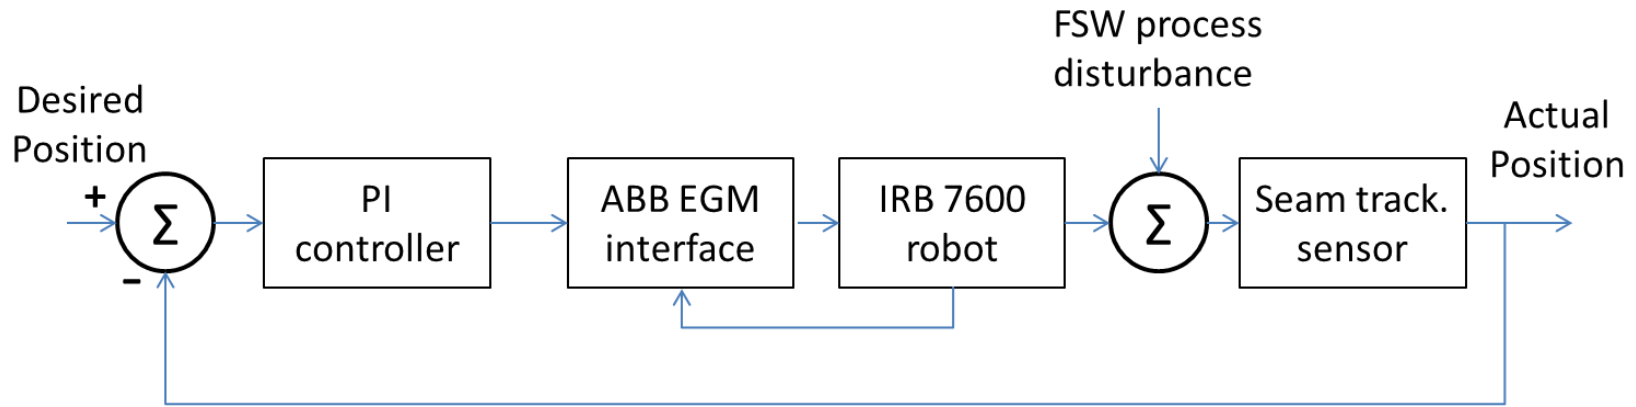 Desired
Position
+
Σ
−
PI
controller
ABB EGM
interface
IRB 7600
robot
FSW process
disturbance
Σ
Seam track.
sensor
Actual
Position